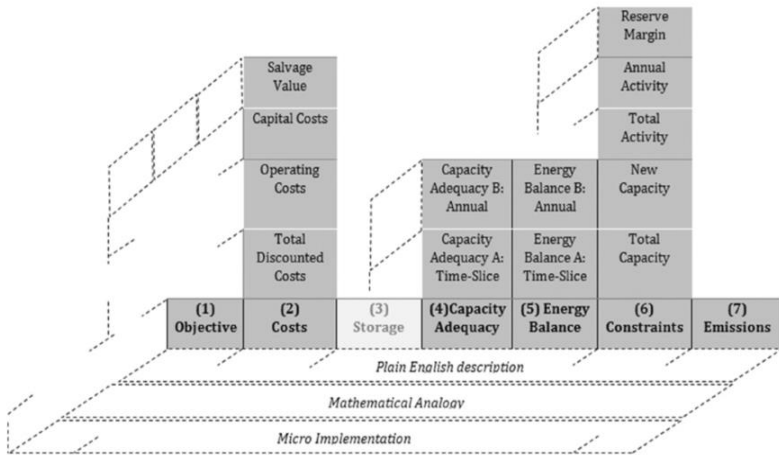 Reserve
Margin
Salvage
Value
Annual
Activity
Capital Costs
Total
Activity
Operating
Costs
Capacity
Adequacy B:
Annual
Energy
Balance B:
Annual
New
Capacity
Total
Discounted
Costs
Capacity
Adequacy A:
Time-Slice
Energy
Balance A:
Time-Slice
Total
Capacity
(1)
Objective
(2)
Costs
(3)
Storage
(4)Capacity
Adequacy
(5) Energy
Balance
(6)
Constraints
(7)
Emissions
Plain English description
Mathematical Analogy
Micro Implementation